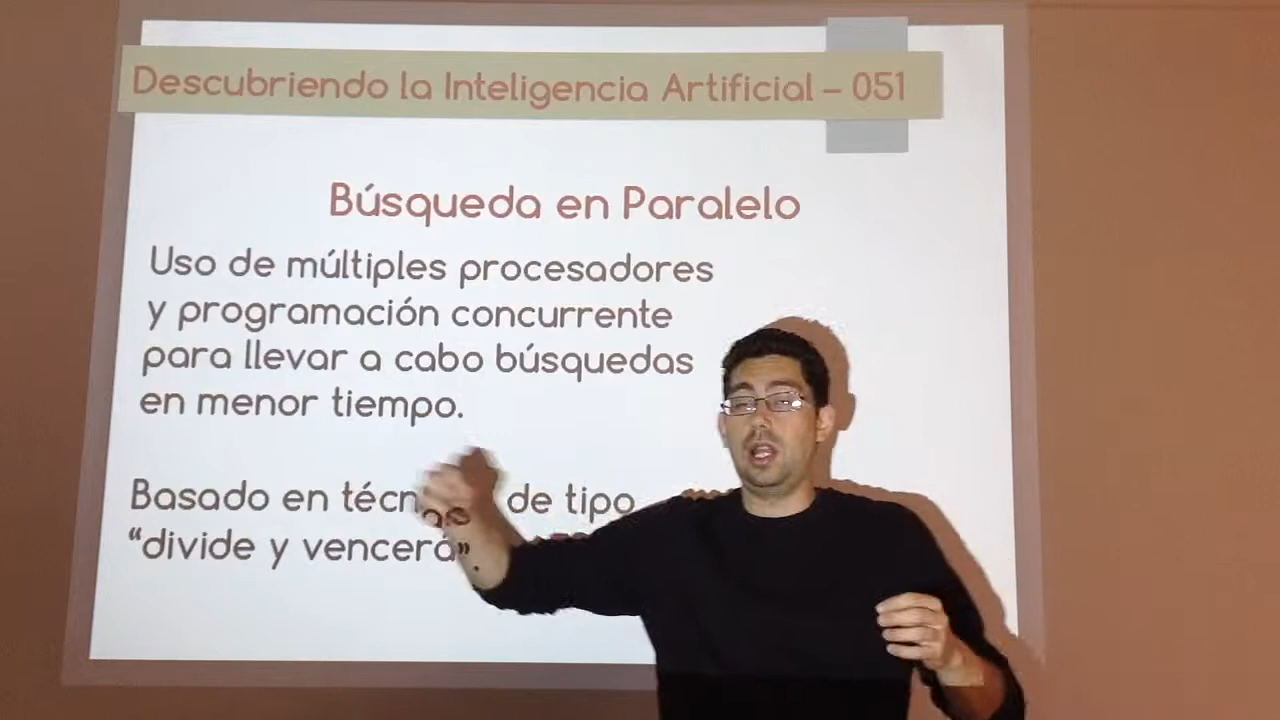 Descubriendo la Inteligencia Artificial – 051
Búsqueda en Paralelo
Uso de múltiples procesadores
y programación concurrente
para llevar a cabo búsquedas
en menor tiempo.
Basado en de tipo
“divide y vencerá”